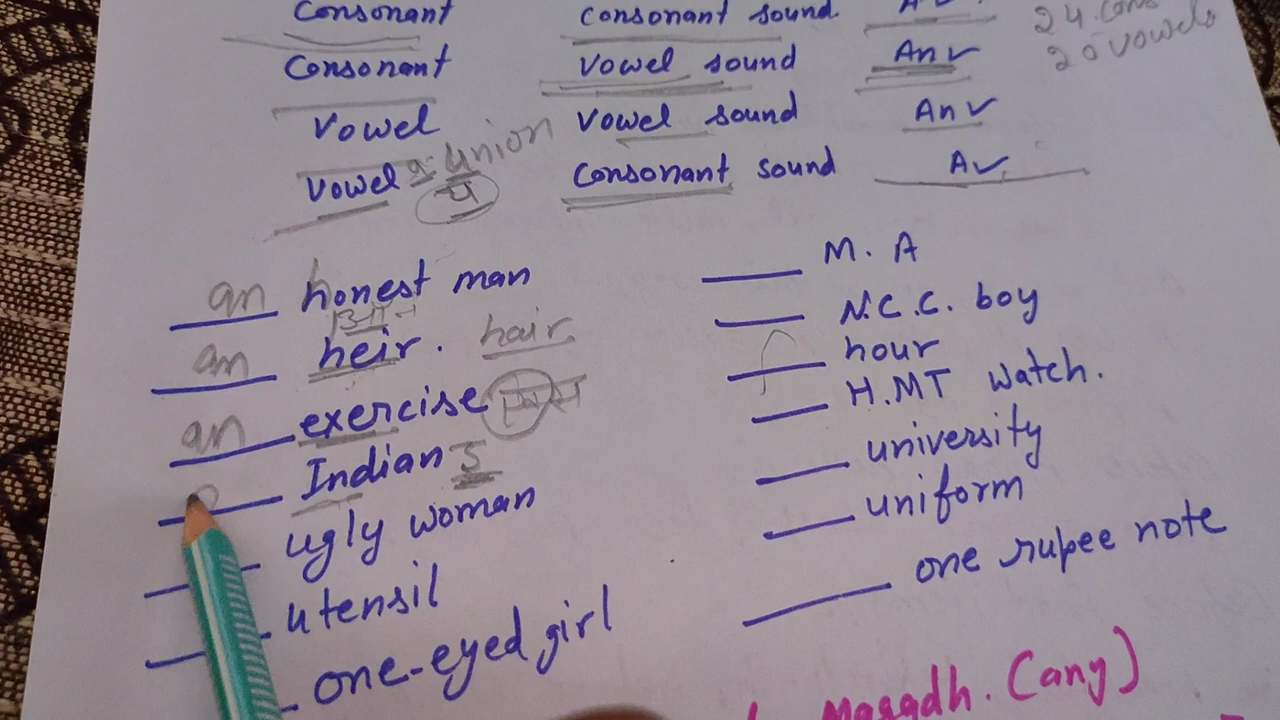 Consonant consonant sound. A✓
24 cons
Consonant Vowel sound An ✓
20 vowels
Vowel Vowel sound An ✓
union
Vowel Consonant sound A✓
य
an honest man
an heir. hair
an exercise
Indian इ
ugly woman
utensil
one-eyed girl
M. A
N.C.C. boy
hour
H.MT Watch.
university
uniform
one rupee note
Magadh. (any)